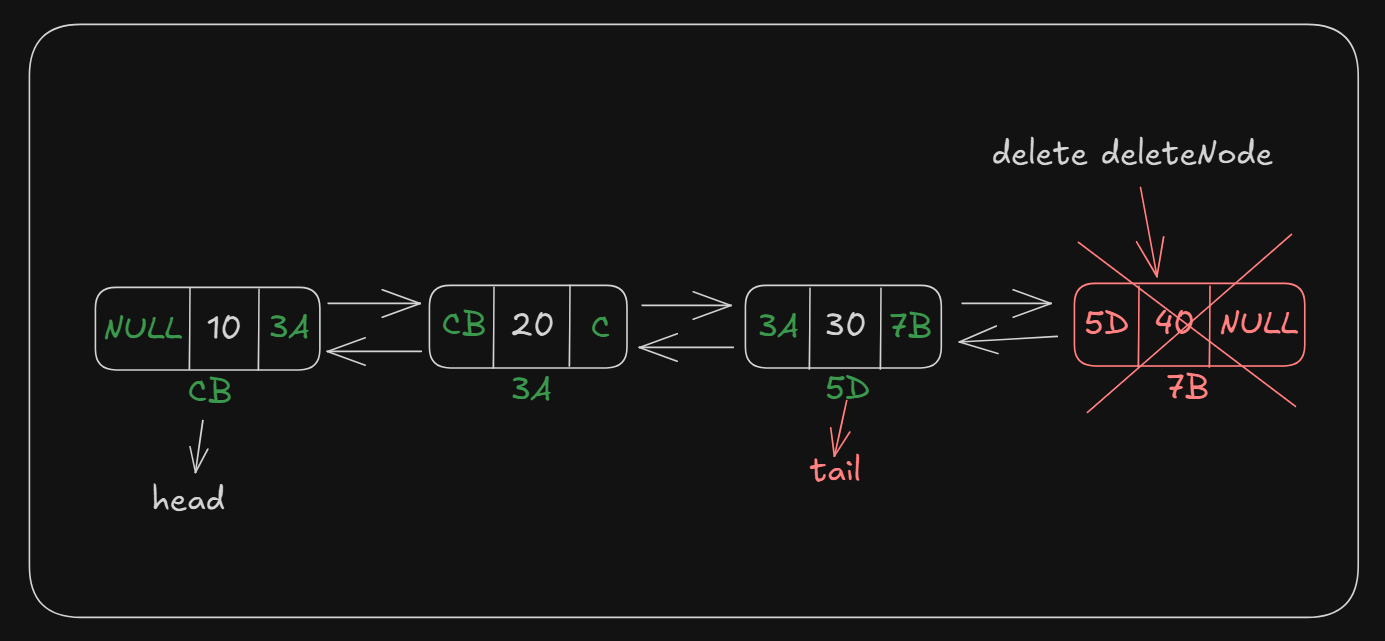 delete deleteNode
NULL 10 3A
CB 20 C
3A 30 7B
5D 40 NULL
CB
3A
5D
7B
tail
head